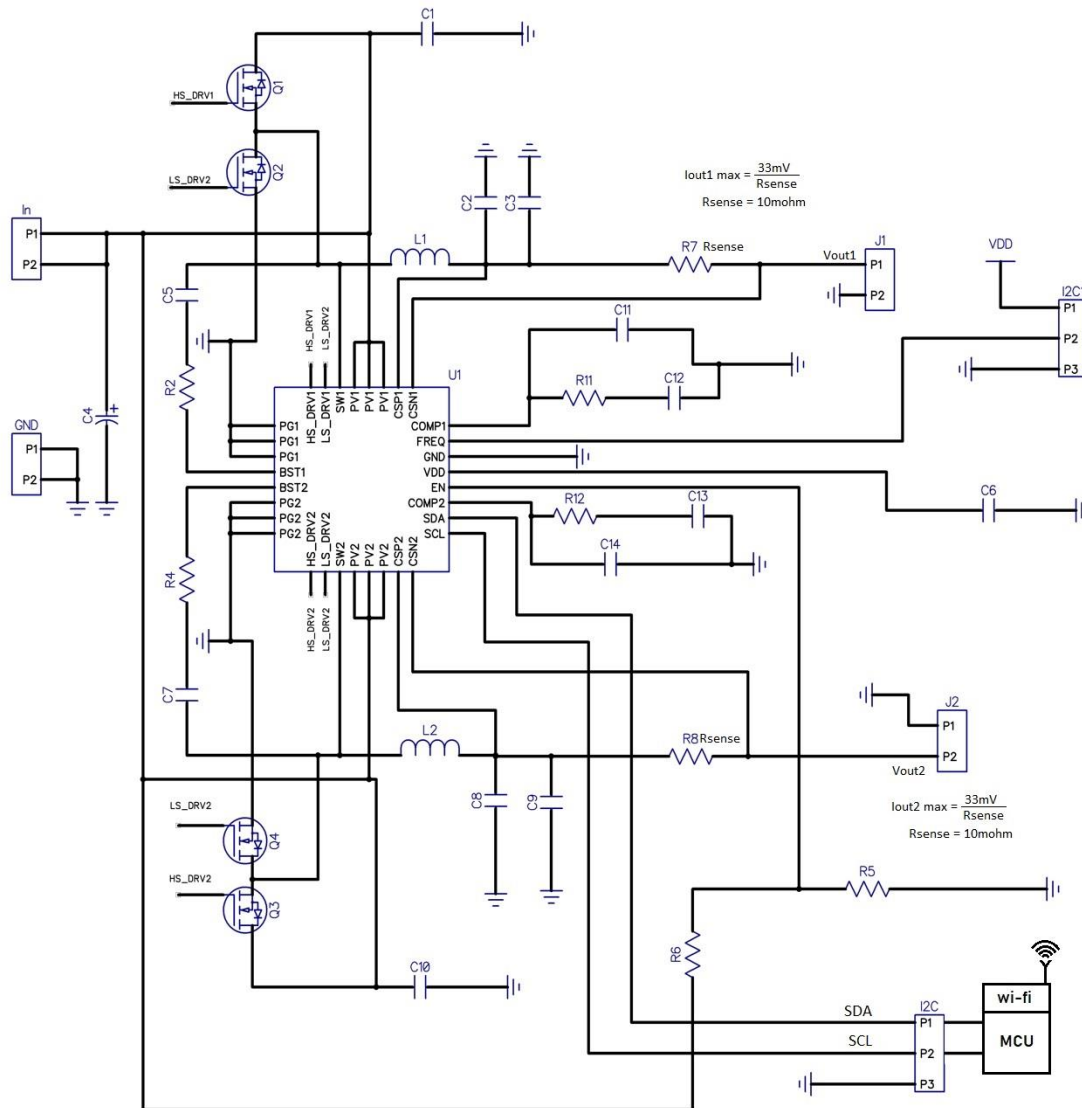 C1
Q1
HS_DRV1
Q2
LS_DRV2
In
P1
P2
C2
C3
Iout1 max = 33mV
Rsense
Rsense = 10mohm
L1
R7 Rsense
Vout1
J1
P1
P2
VDD
I2C1
P1
P2
P3
C5
R2
C4
+
GND
P1
P2
HS_DRV1
LS_DRV2
U1
HS_DRV1
LS_DRV1
SW1
PV1
PV1
PV1
CSP1
CSN1
PG1
PG1
PG1
BST1
BST2
PG2
PG2
PG2
COMP1
FREQ
GND
VDD
EN
COMP2
SDA
SCL
HS_DRV2
LS_DRV2
SW2
PV2
PV2
PV2
CSP2
CSN2
HS_DRV2
LS_DRV2
C11
R11
C12
C6
R12
C13
C14
R4
C7
L2
R8 Rsense
J2
P1
P2
Vout2
Iout2 max = 33mV
Rsense
Rsense = 10mohm
C8
C9
LS_DRV2
Q4
HS_DRV2
Q3
C10
R5
R6
SDA
SCL
I2C
P1
P2
P3
wi-fi
MCU